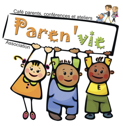 Café parents, conférences et ateliers
Paren'vie
Association